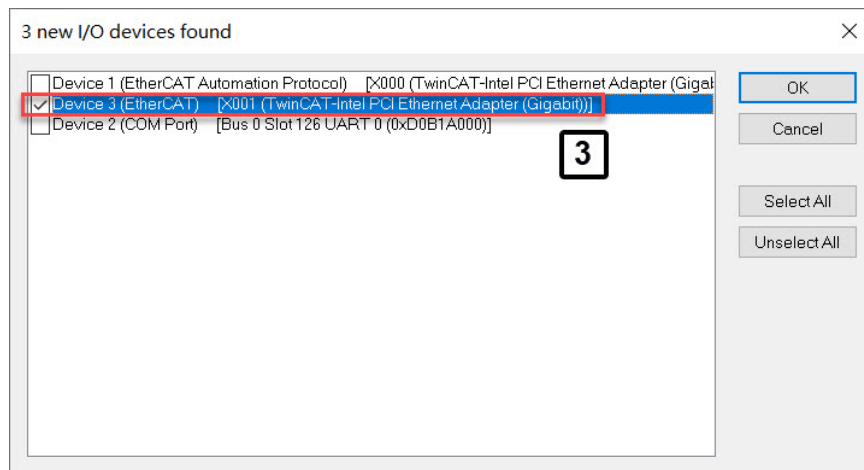 3 new I/O devices found
Device 1 (EtherCAT Automation Protocol) [X000 (TwinCAT-Intel PCI Ethernet Adapter (Gigal
OK
Device 3 (EtherCAT) [X001 (TwinCAT-Intel PCI Ethernet Adapter (Gigabit))]
Device 2 (COM Port) [Bus 0 Slot 126 UART 0 (0xD0B1A000)]
Cancel
3
Select All
Unselect All